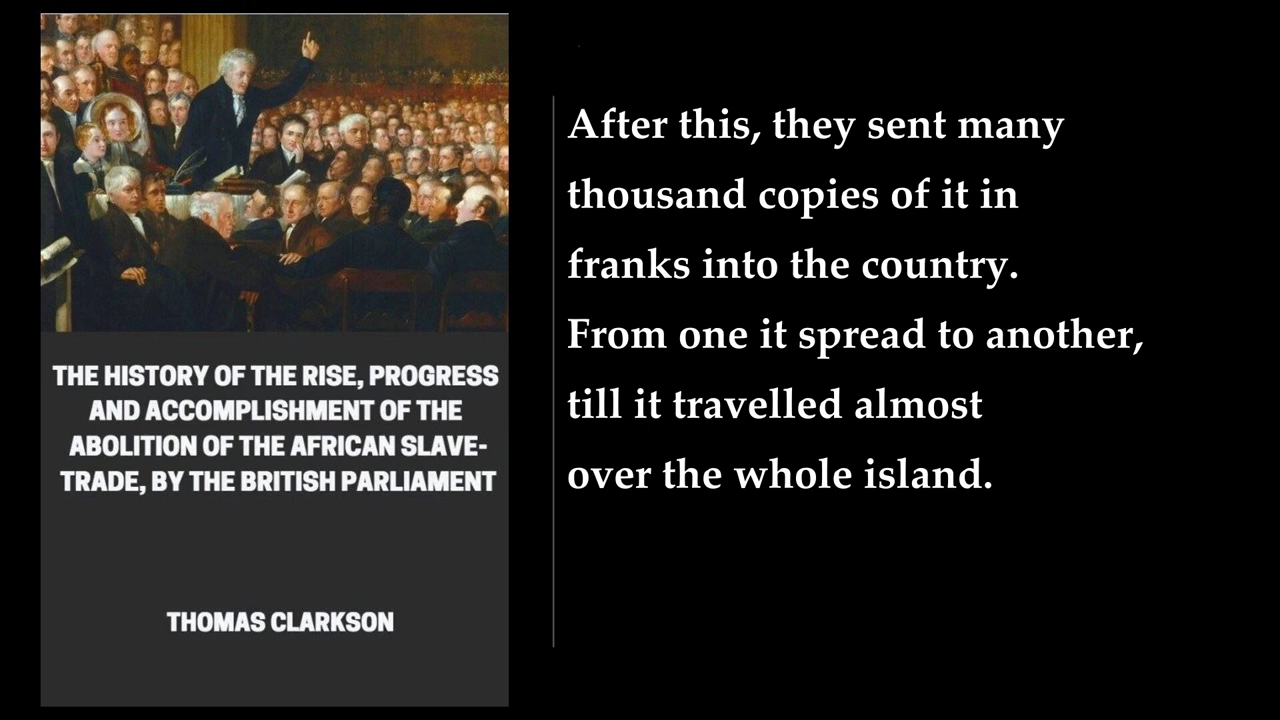 THE HISTORY OF THE RISE, PROGRESS
AND ACCOMPLISHMENT OF THE
ABOLITION OF THE AFRICAN SLAVE-
TRADE, BY THE BRITISH PARLIAMENT
THOMAS CLARKSON
After this, they sent many
thousand copies of it in
franks into the country.
From one it spread to another,
till it travelled almost
over the whole island.